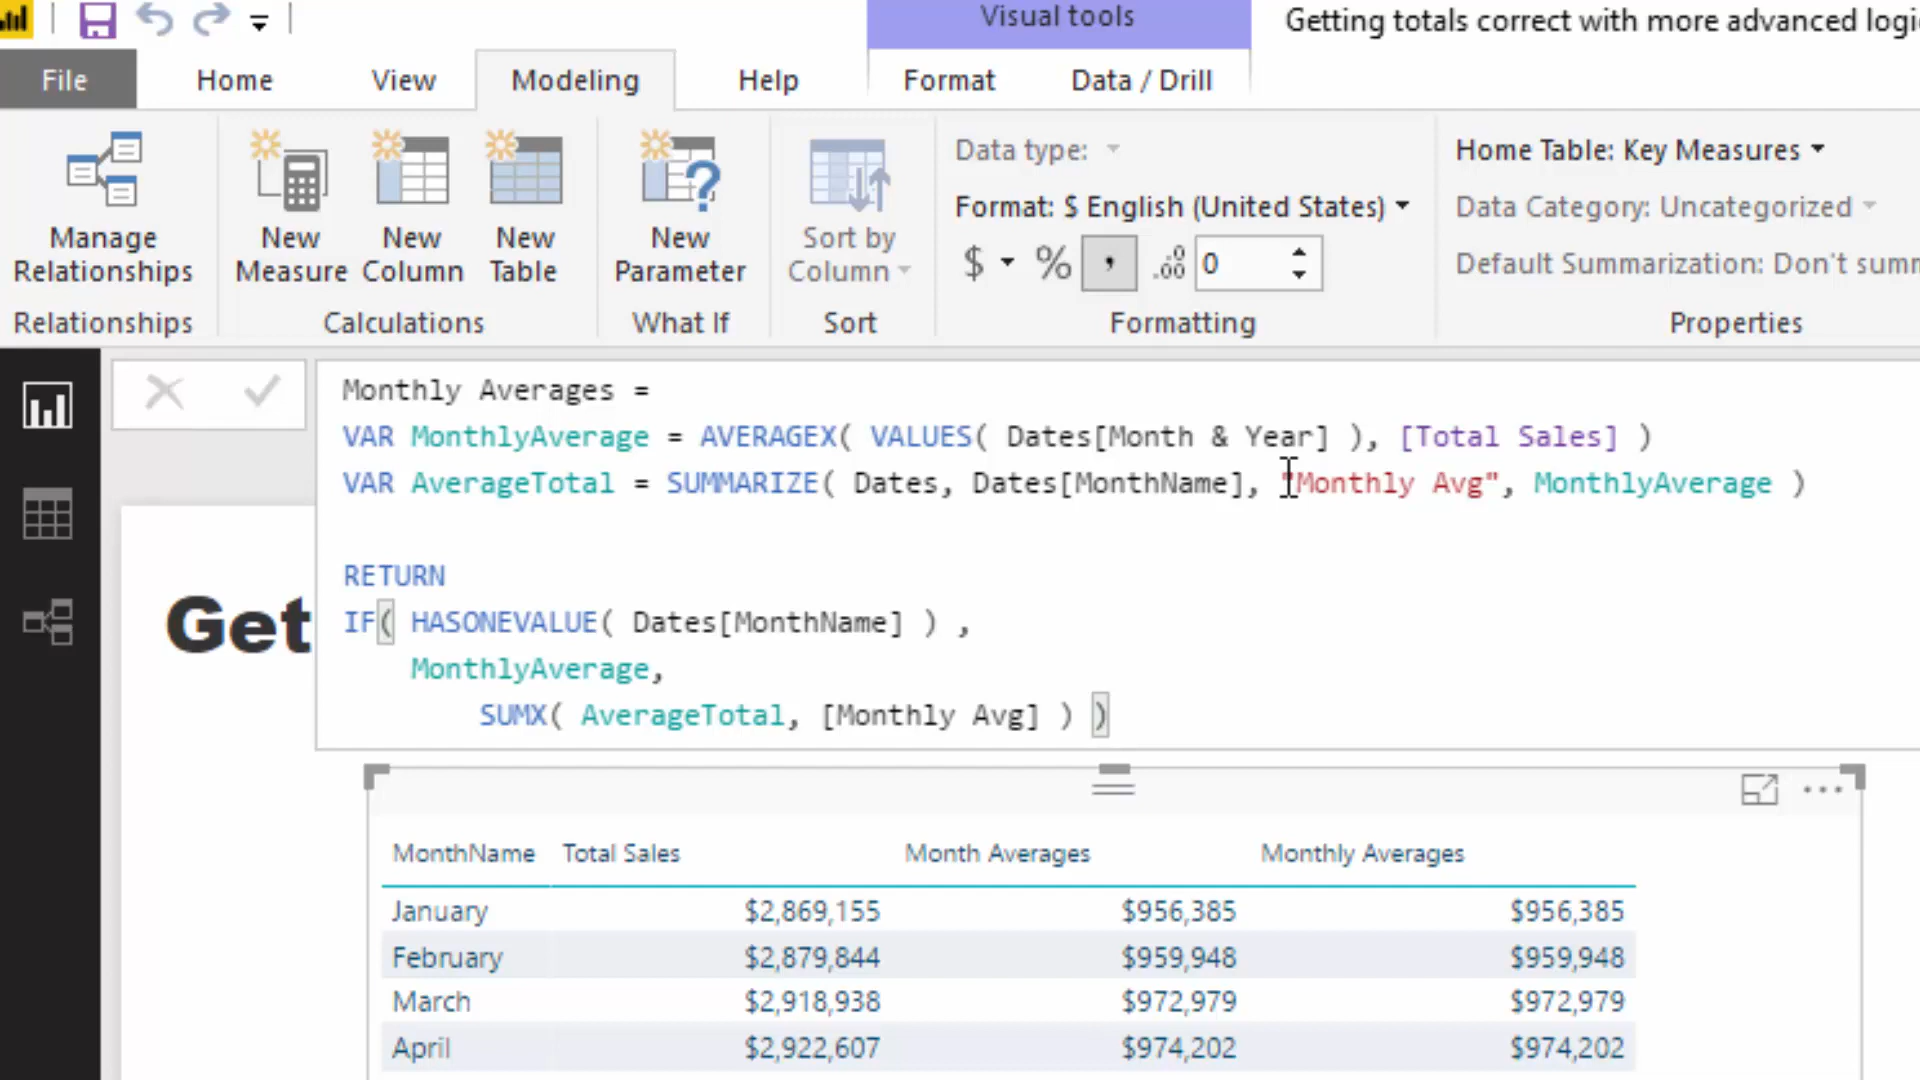 Visual tools
Getting totals correct with more advanced logic
File Home View Modeling Help Format Data / Drill
Manage Relationships
New Measure
New Column
New Table
New Parameter
Sort by Column
Data type:
Format: $ English (United States)
$ % , .00 0
Home Table: Key Measures
Data Category: Uncategorized
Default Summarization: Don't summ
Relationships Calculations What If Sort Formatting Properties
Monthly Averages =
VAR MonthlyAverage = AVERAGEX( VALUES( Dates[Month & Year] ), [Total Sales] )
VAR AverageTotal = SUMMARIZE( Dates, Dates[MonthName], "Monthly Avg", MonthlyAverage )
RETURN
IF( HASONEVALUE( Dates[MonthName] ) ,
MonthlyAverage,
SUMX( AverageTotal, [Monthly Avg] ) )
Get
MonthName Total Sales Month Averages Monthly Averages
January $2,869,155 $956,385 $956,385
February $2,879,844 $959,948 $959,948
March $2,918,938 $972,979 $972,979
April $2,922,607 $974,202 $974,202